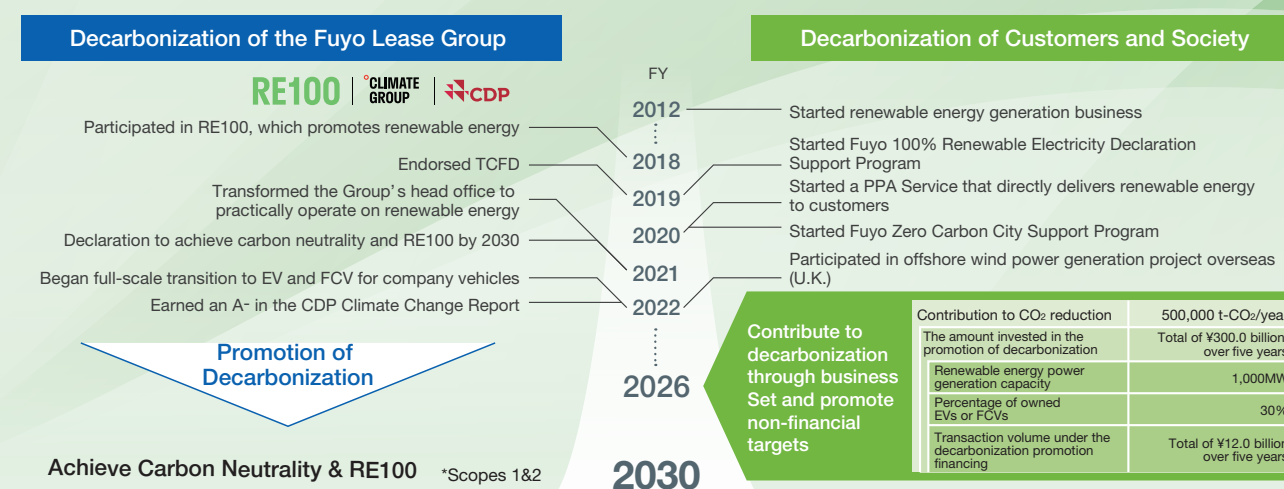 Decarbonization of the Fuyo Lease Group
RE100 °CLIMATE GROUP CDP
Participated in RE100, which promotes renewable energy
Endorsed TCFD
Transformed the Group's head office to
practically operate on renewable energy
Declaration to achieve carbon neutrality and RE100 by 2030
Began full-scale transition to EV and FCV for company vehicles
Earned an A- in the CDP Climate Change Report
Promotion of
Decarbonization
Achieve Carbon Neutrality & RE100 *Scopes 1&2
FY
2012
2018
2019
2020
2021
2022
2026
2030
Decarbonization of Customers and Society
Started renewable energy generation business
Started Fuyo 100% Renewable Electricity Declaration
Support Program
Started a PPA Service that directly delivers renewable energy
to customers
Started Fuyo Zero Carbon City Support Program
Participated in offshore wind power generation project overseas
(U.K.)
Contribute to
decarbonization
through business
Set and promote
non-financial
targets
Contribution to CO₂ reduction 500,000 t-CO₂/yea
The amount invested in the
promotion of decarbonization
Total of ¥300.0 billion
over five years
Renewable energy power
generation capacity
1,000MW
Percentage of owned
EVs or FCVs
30%
Transaction volume under the
decarbonization promotion
financing
Total of ¥12.0 billion
over five years